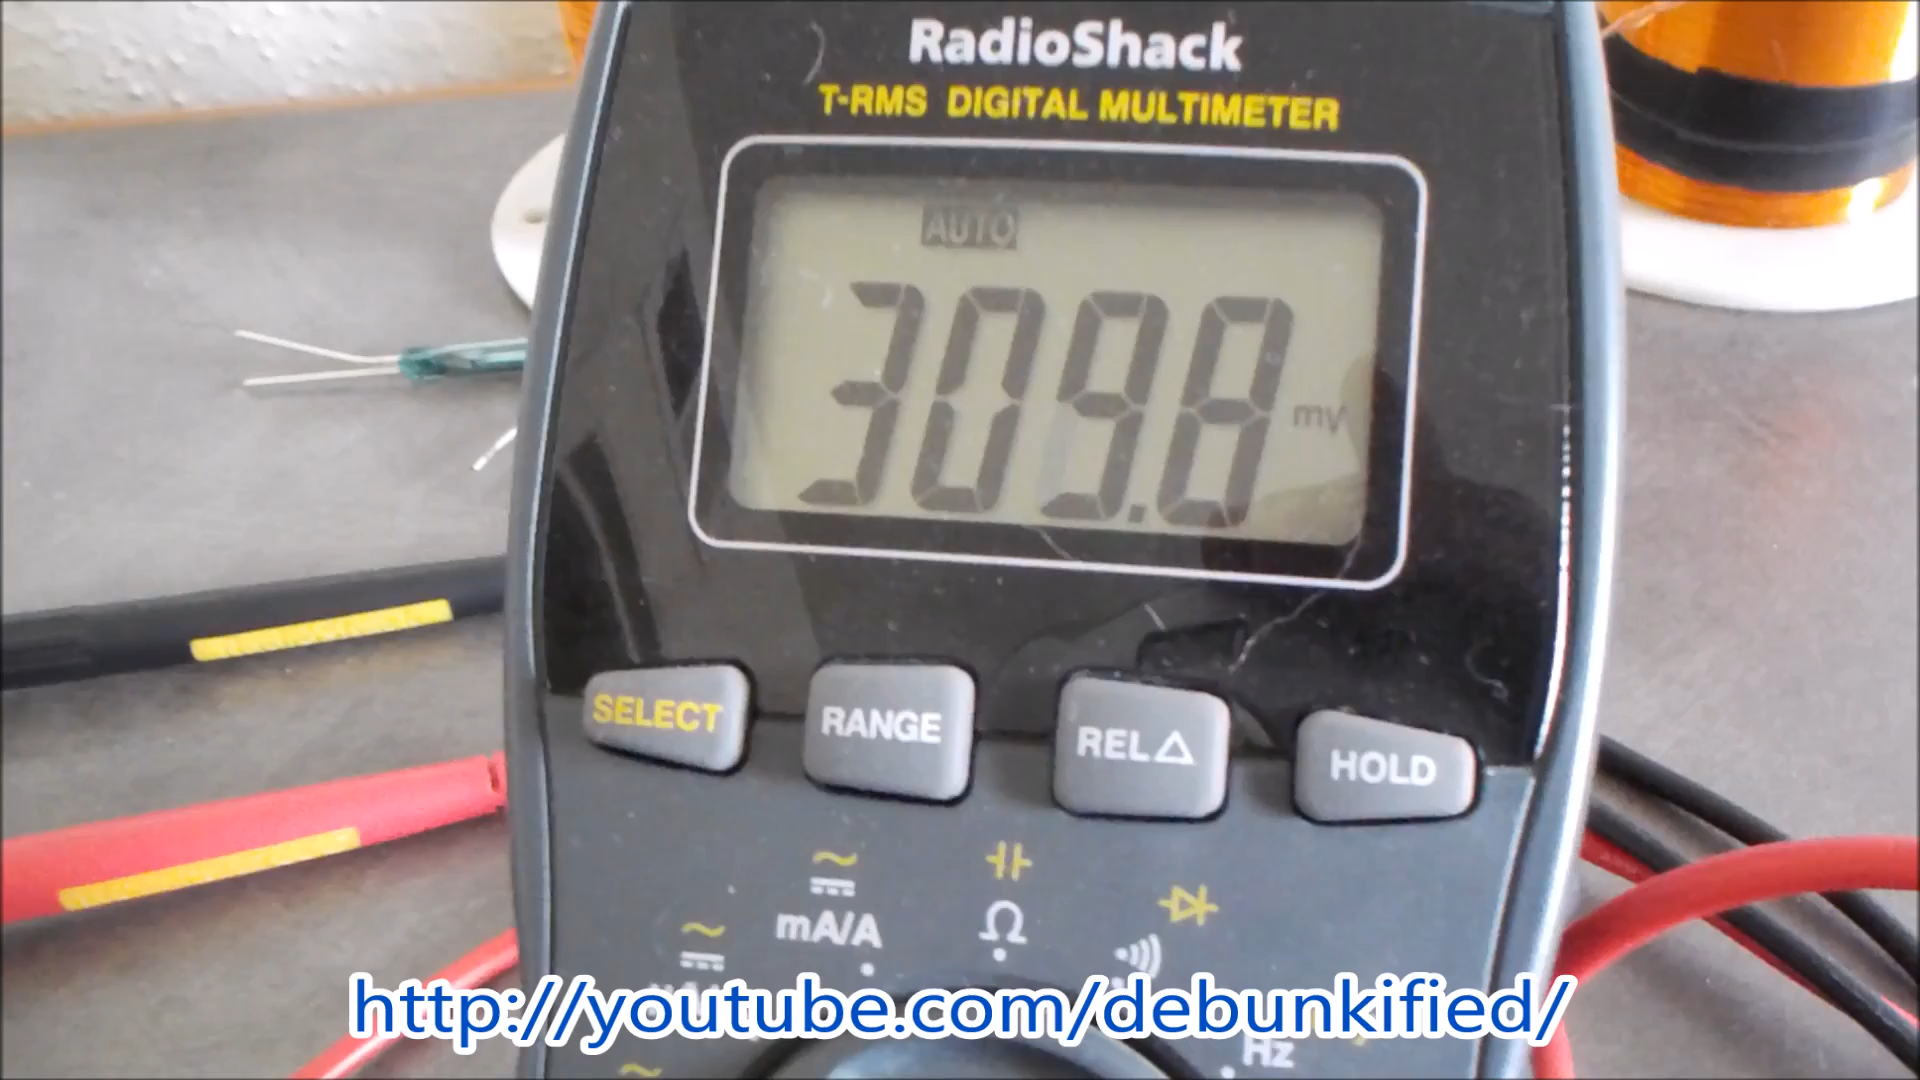 RadioShack
T-RMS DIGITAL MULTIMETER
AUTO
309.8 mV
SELECT RANGE REL△ HOLD
mA/A Ω
http://youtube.com/debunkified/
Hz